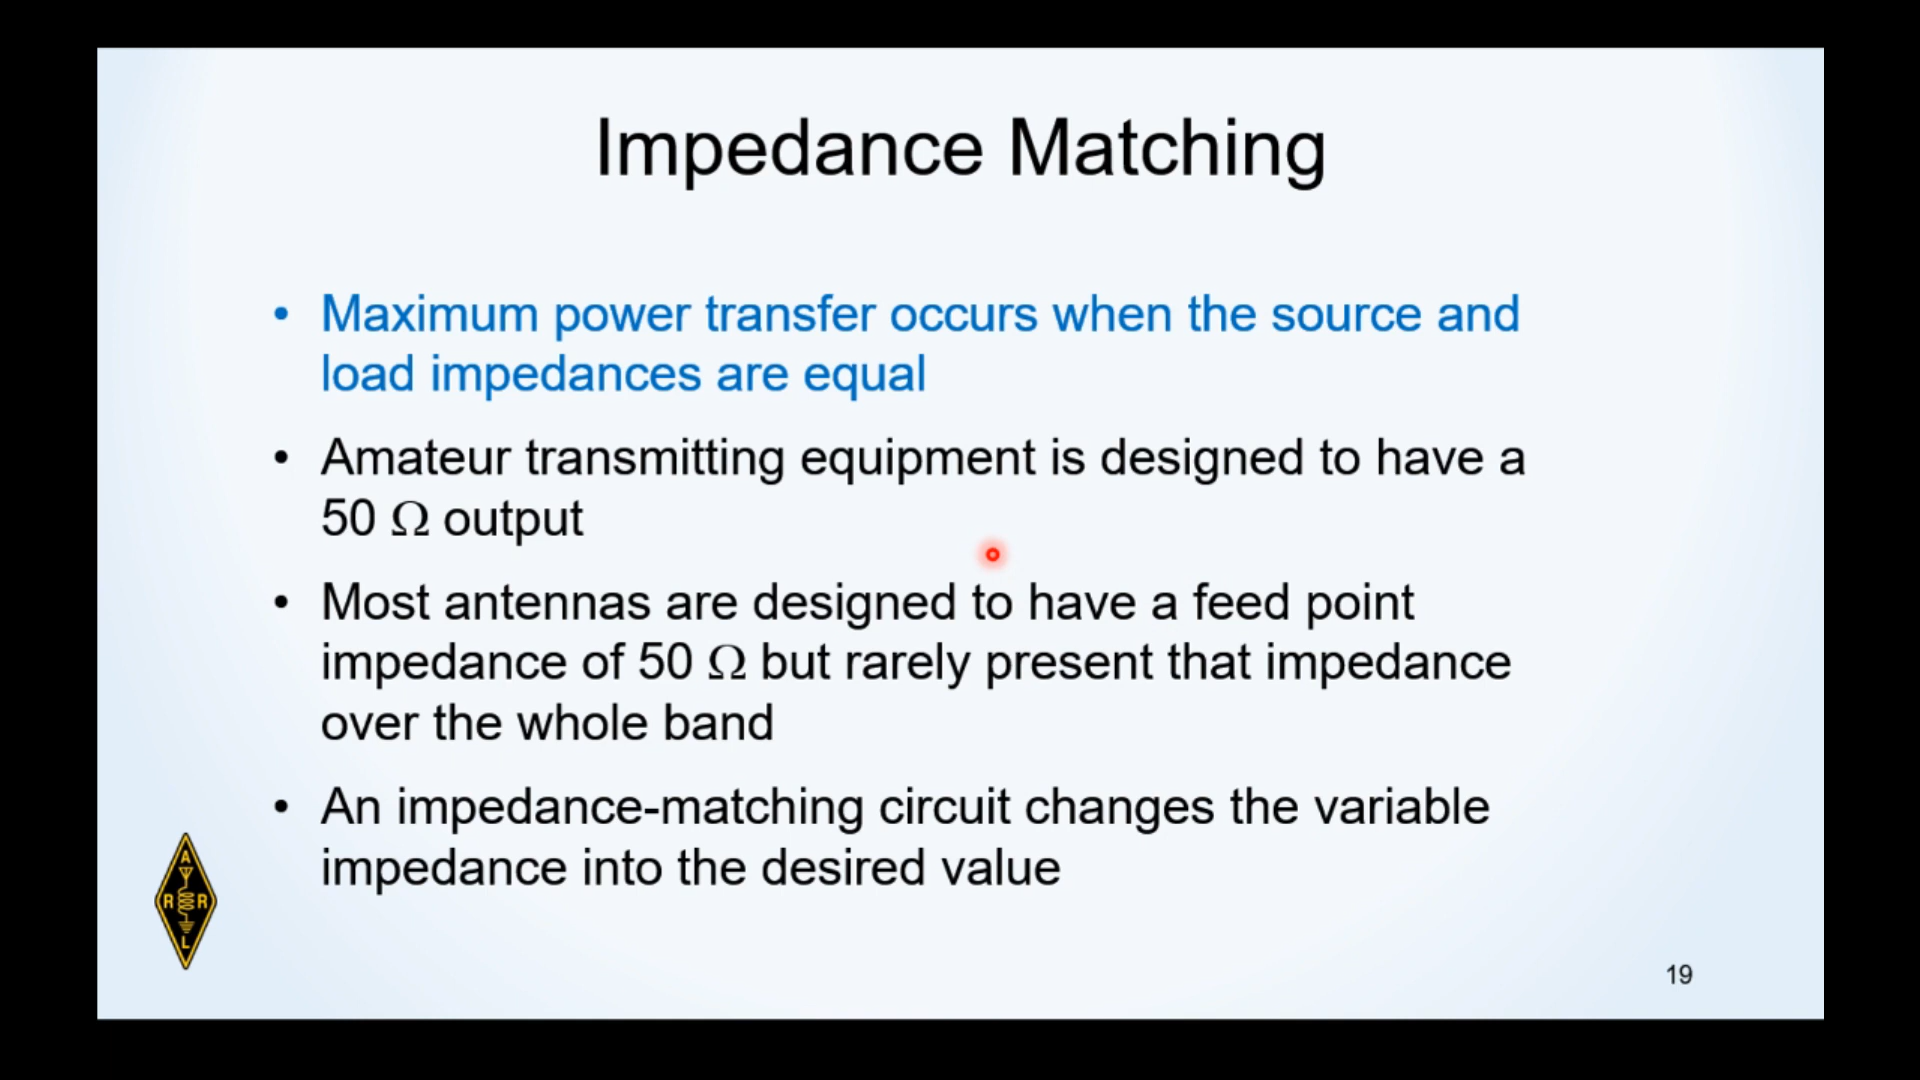 Impedance Matching
• Maximum power transfer occurs when the source and
load impedances are equal
• Amateur transmitting equipment is designed to have a
50 Ω output
• Most antennas are designed to have a feed point
impedance of 50 Ω but rarely present that impedance
over the whole band
• An impedance-matching circuit changes the variable
impedance into the desired value
A
R R
L
19